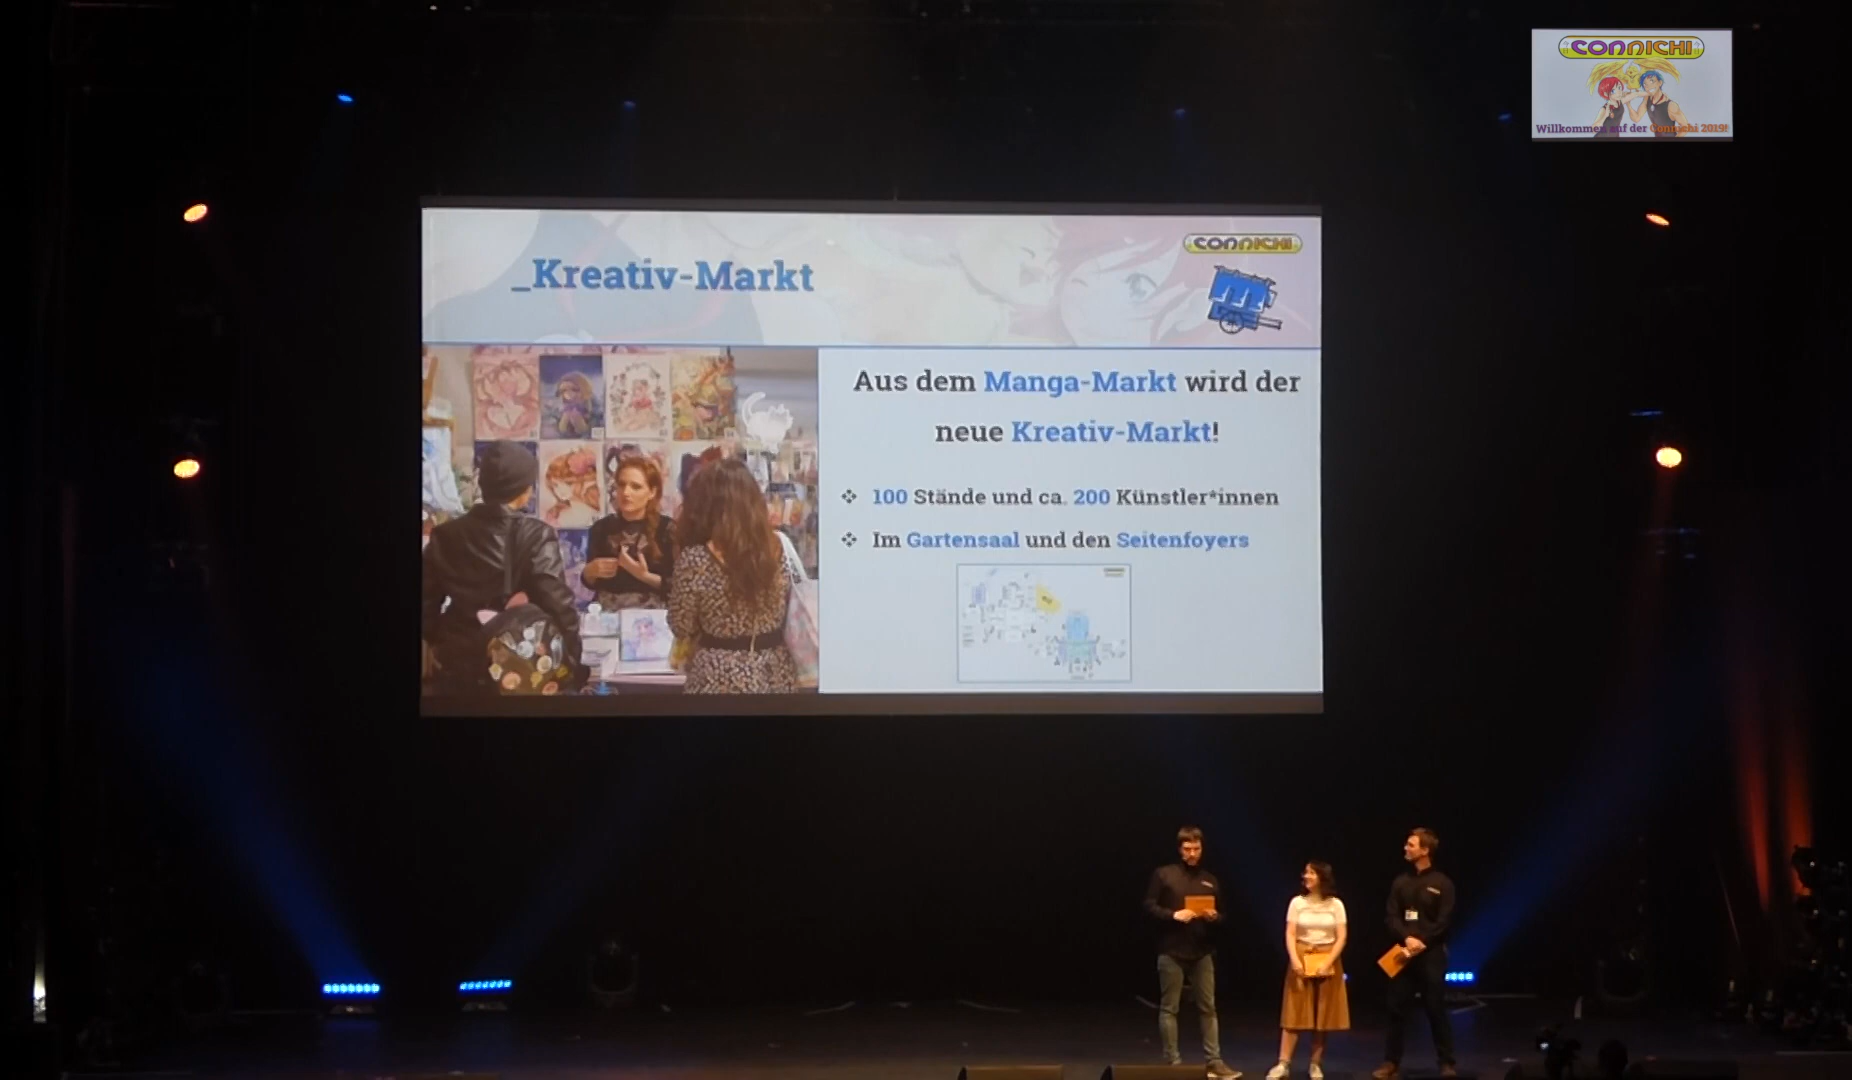 CONNICHI
Willkommen auf der Connichi 2019!
CONNICHI
_Kreativ-Markt
M
Aus dem Manga-Markt wird der
neue Kreativ-Markt!
100 Stände und ca. 200 Künstler*innen
Im Gartensaal und den Seitenfoyers